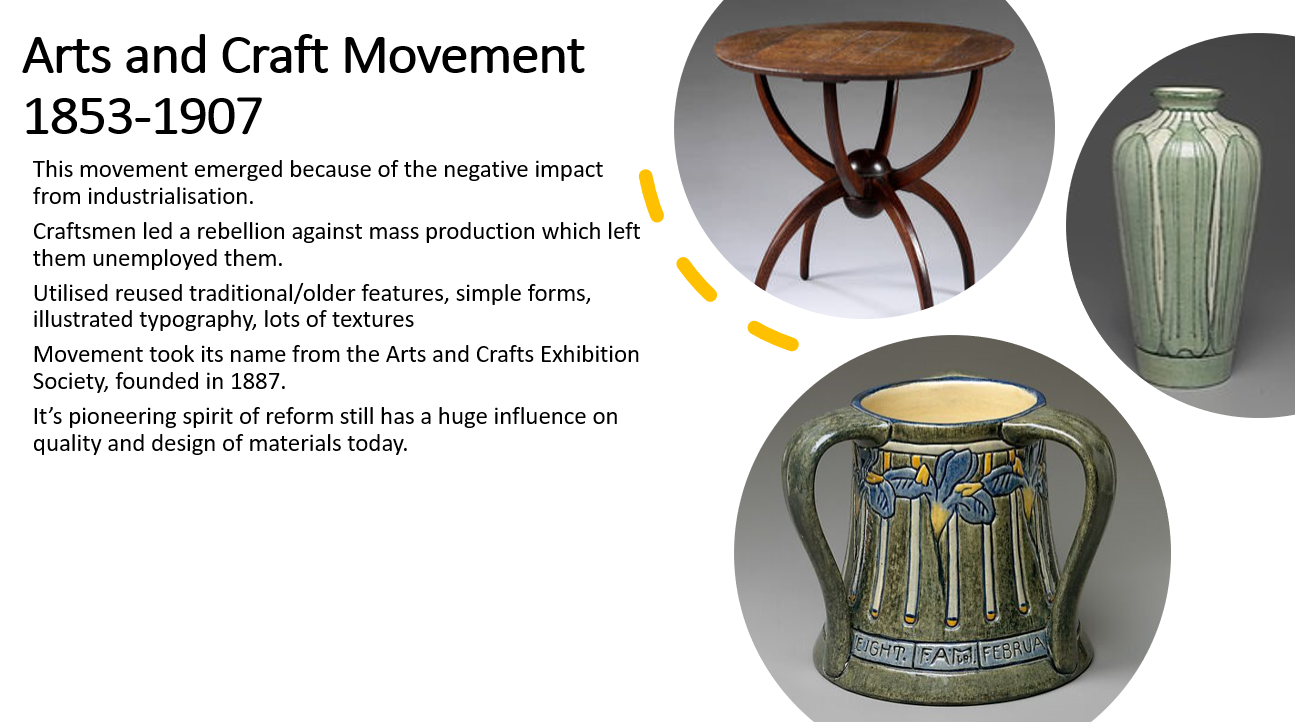 Arts and Craft Movement
1853-1907
This movement emerged because of the negative impact
from industrialisation.
Craftsmen led a rebellion against mass production which left
them unemployed them.
Utilised reused traditional/older features, simple forms,
illustrated typography, lots of textures
Movement took its name from the Arts and Crafts Exhibition
Society, founded in 1887.
It’s pioneering spirit of reform still has a huge influence on
quality and design of materials today.
EIGHT. FEBRUA